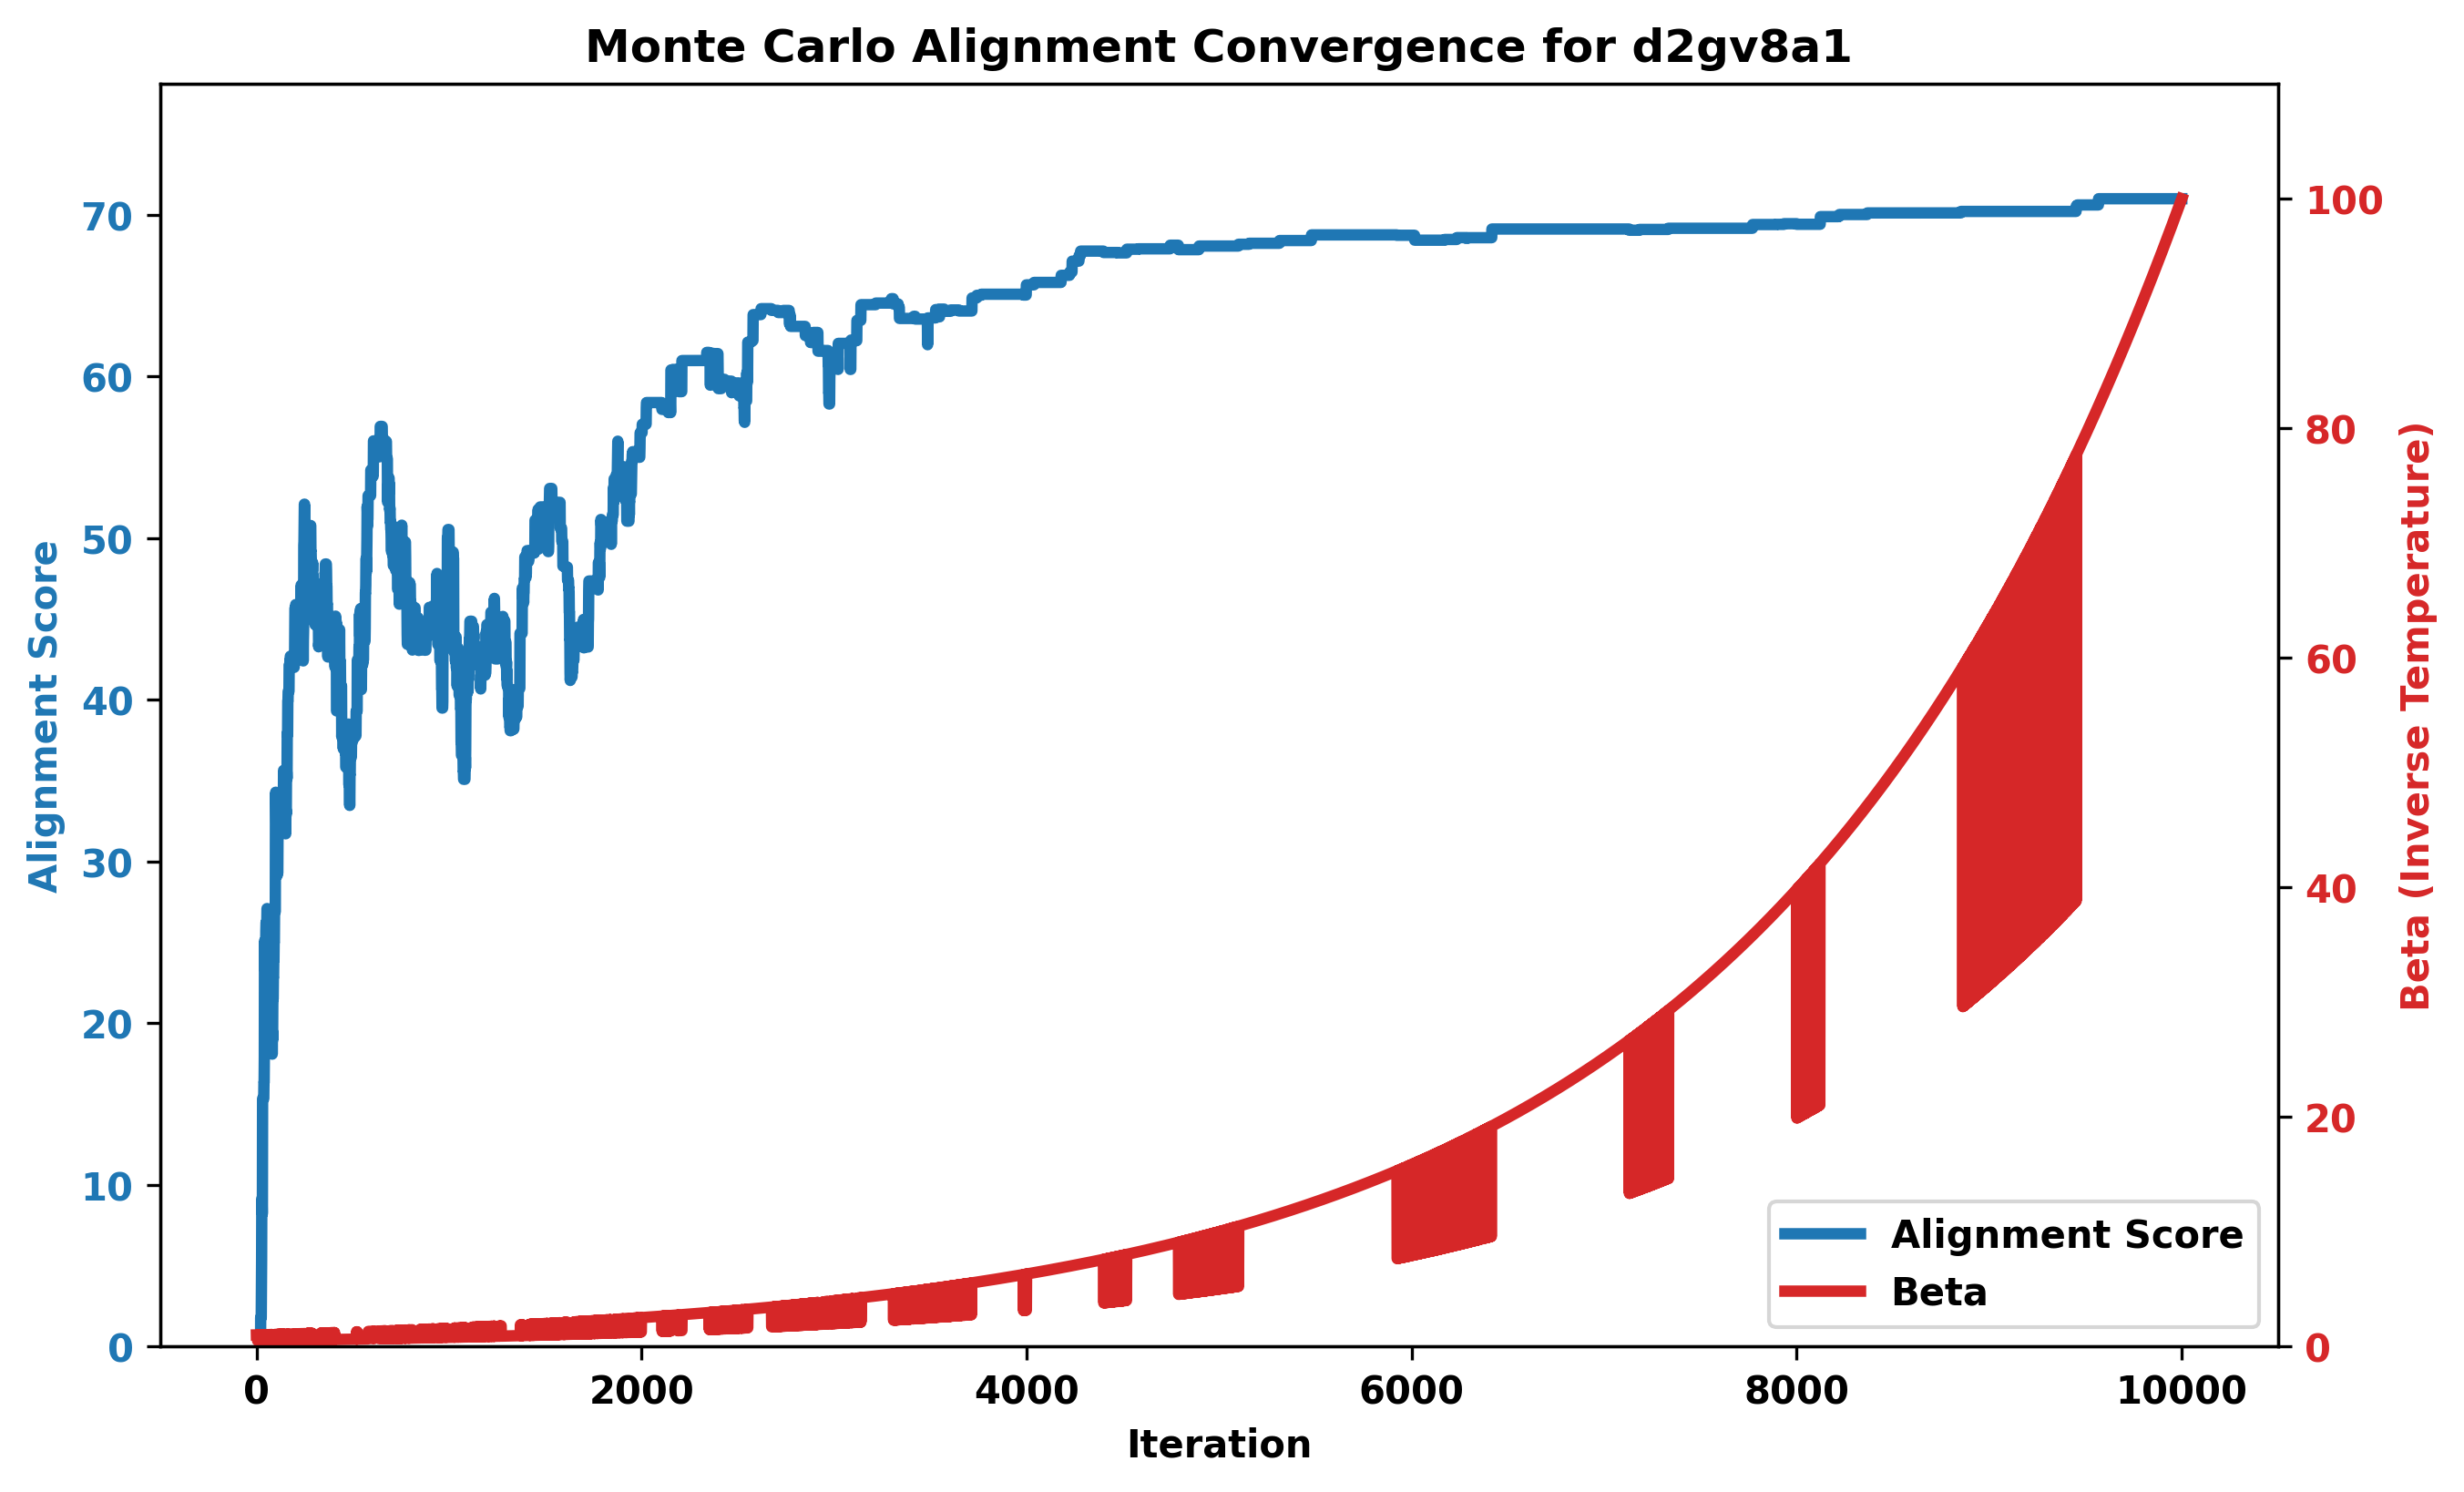 Monte Carlo Alignment Convergence for d2gv8a1
Alignment Score
70
60
50
40
30
20
10
0
100
80
60
40
20
0
Beta (Inverse Temperature)
Alignment Score
Beta
0 2000 4000 6000 8000 10000
Iteration